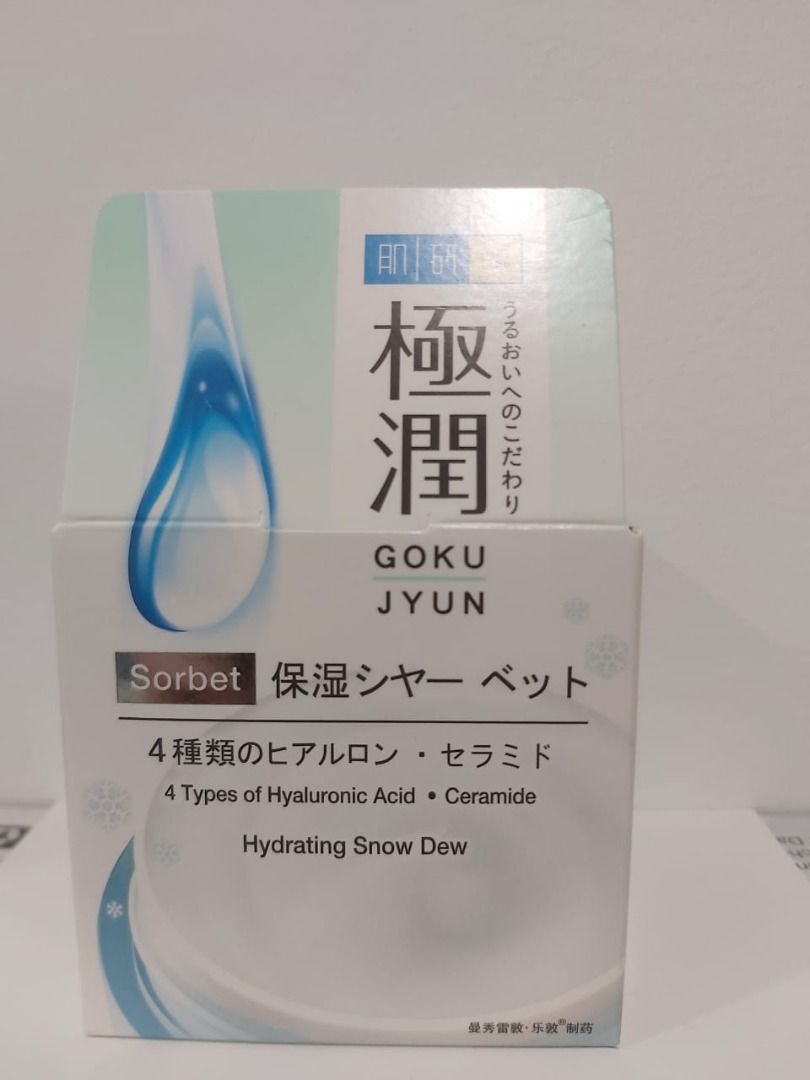 肌研
極潤
うるおいへのこだわり
GOKU
JYUN
Sorbet 保湿シャーベット
4種類のヒアルロン・セラミド
4 Types of Hyaluronic Acid • Ceramide
Hydrating Snow Dew
曼秀雷敦·乐敦®制药